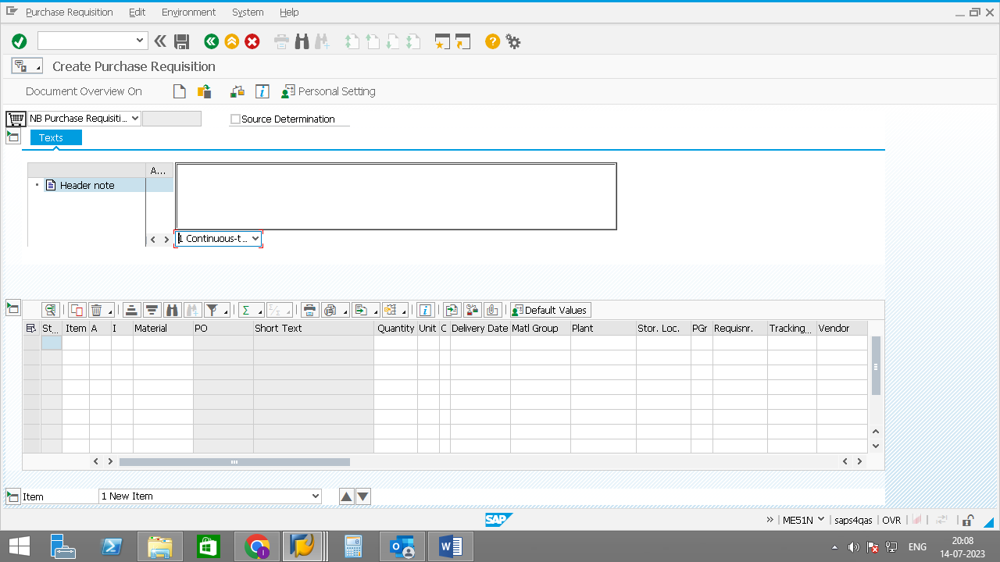 Purchase Requisition Edit Environment System Help
Create Purchase Requisition
Document Overview On Personal Setting
NB Purchase Requisiti... Source Determination
Texts
A...
Header note
1 Continuous-t...
Default Values
St... Item A I Material PO Short Text Quantity Unit C Delivery Date Matl Group Plant Stor. Loc. PGr Requisnr. Tracking... Vendor
Item 1 New Item
SAP ME51N saps4qas OVR
ENG 20:08
14-07-2023